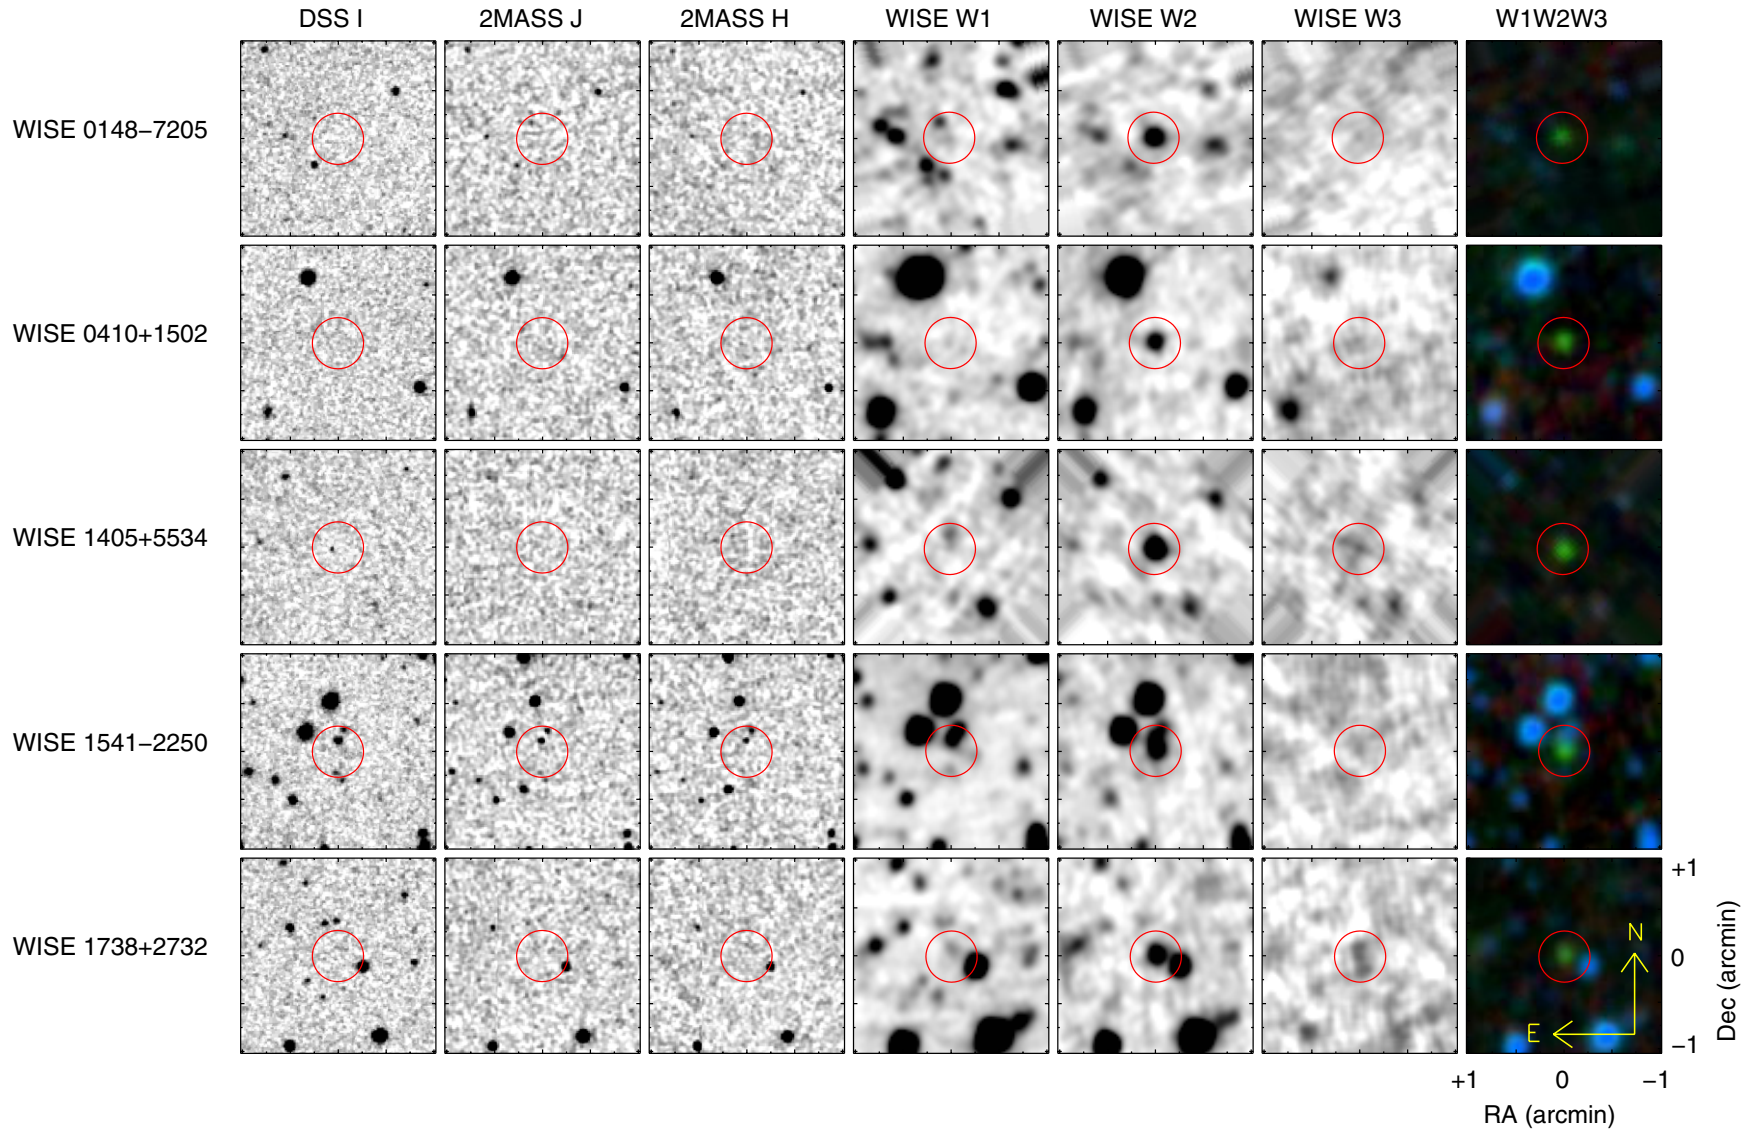 DSS I 2MASS J 2MASS H WISE W1 WISE W2 WISE W3 W1W2W3
WISE 0148−7205
WISE 0410+1502
WISE 1405+5534
WISE 1541−2250
WISE 1738+2732
+1
N
0
E
−1
Dec (arcmin)
+1 0 −1
RA (arcmin)